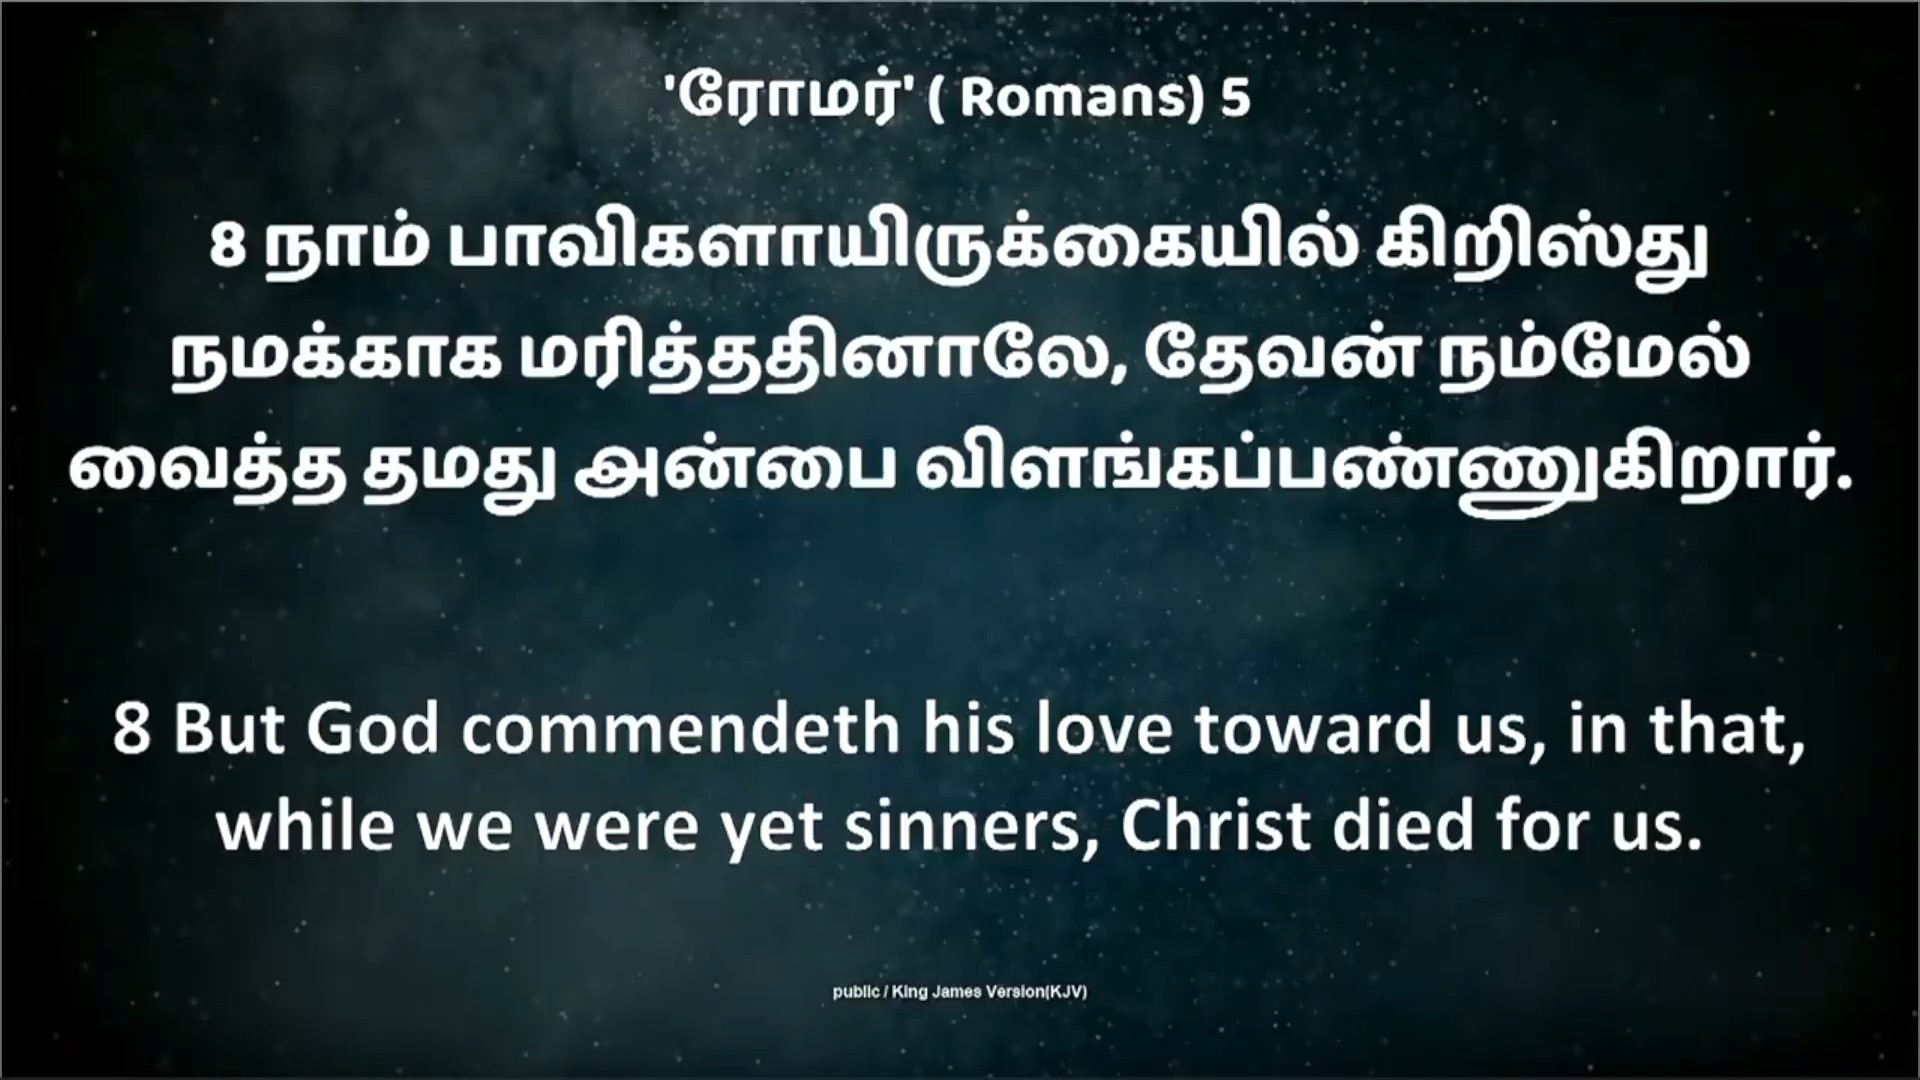 'ரோமர்' ( Romans) 5
8 நாம் பாவிகளாயிருக்கையில் கிறிஸ்து
நமக்காக மரித்ததினாலே, தேவன் நம்மேல்
வைத்த தமது அன்பை விளங்கப்பண்ணுகிறார்.
8 But God commendeth his love toward us, in that,
while we were yet sinners, Christ died for us.
public / King James Version(KJV)